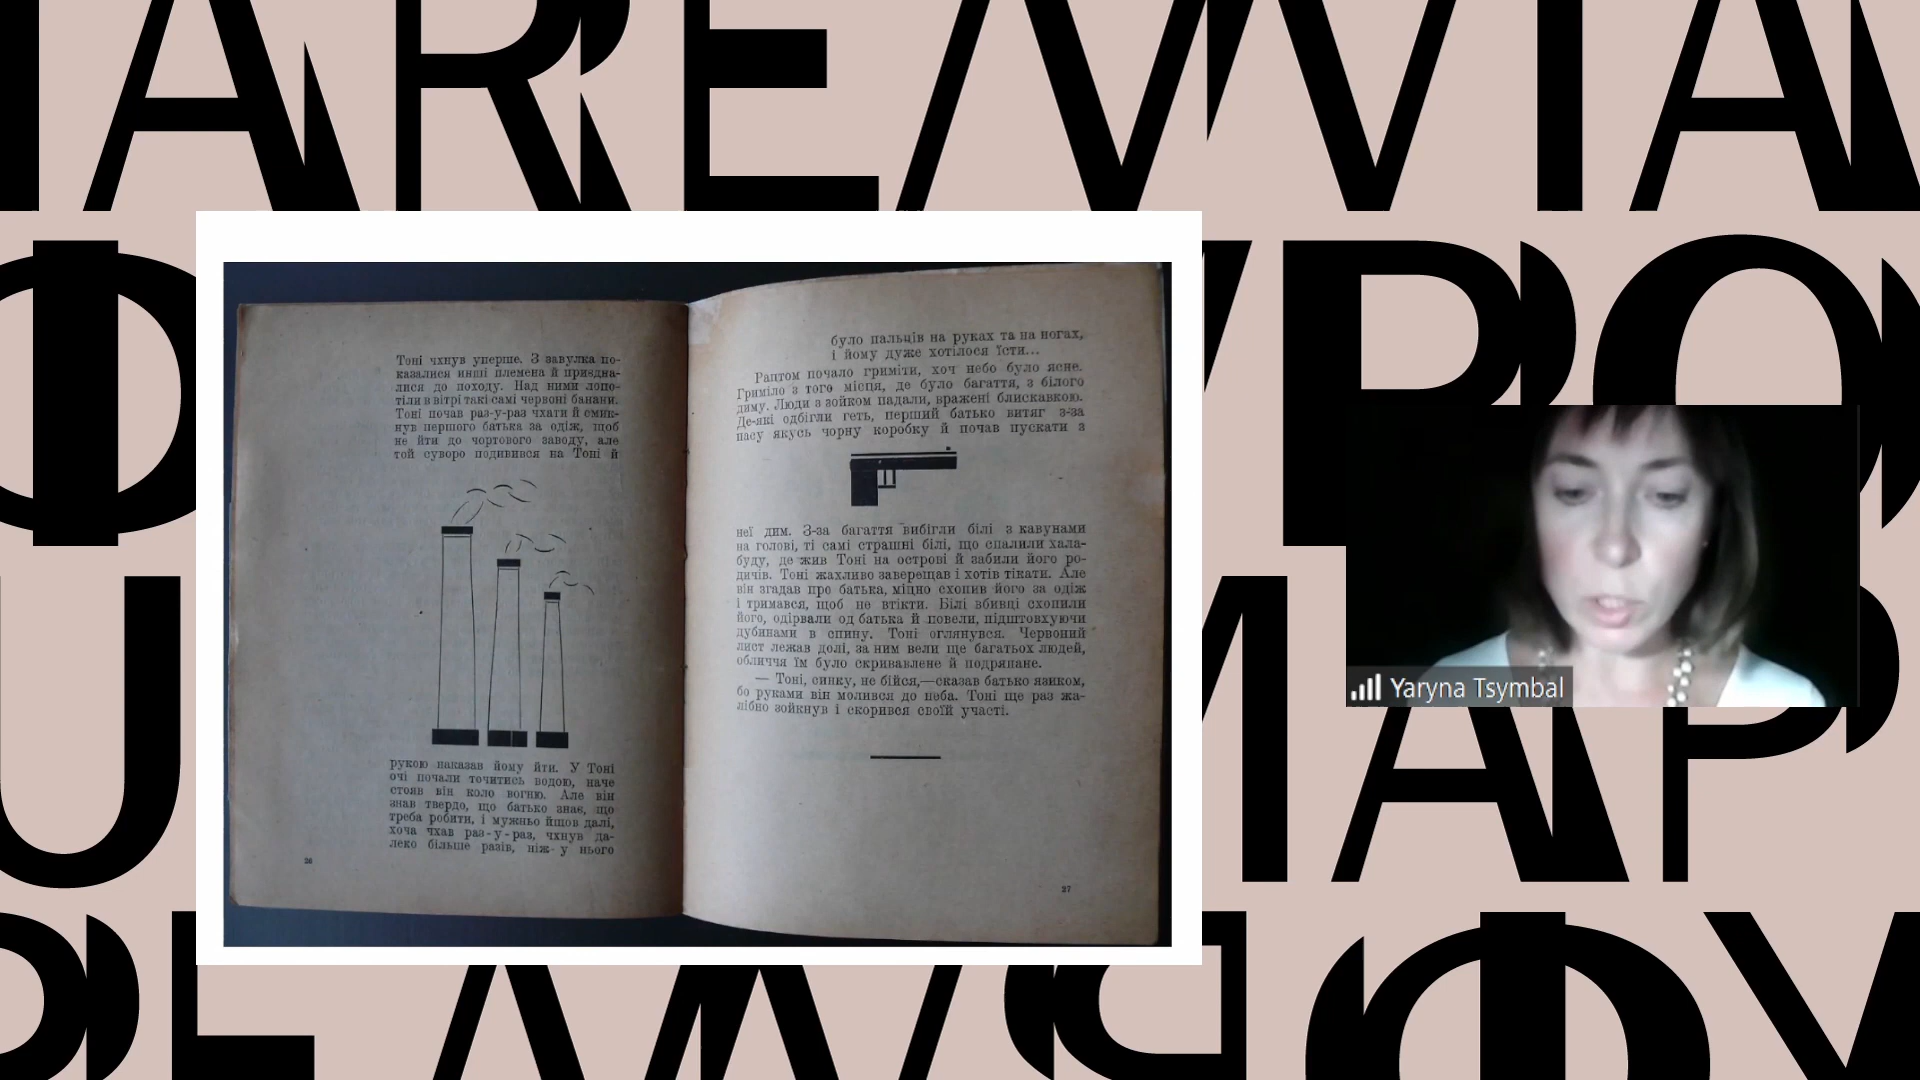 Тоні чхнув уперше. З завулка по-
казалися инші племена й приєдна-
лися до походу. Над ними лопо-
тіли в вітрі такі самі червоні банани.
Тоні почав раз-у-раз чхати й смик-
нув першого батька за одіж, щоб
не йти до чортового заводу, але
той суворо подивився на Тоні й
рукою наказав йому йти. У Тоні
очі почали точитись водою, наче
стояв він коло вогню. Але він
знав твердо, що батько знає, що
треба робити, і мужньо йшов далі,
хоча чхав раз-у-раз, чхнув да-
леко більше разів, ніж у нього
26
було пальців на руках та на ногах,
і йому дуже хотілося їсти...
Раптом почало гриміти, хоч небо було ясне.
Гриміло з того місця, де було багаття, з білого
диму. Люди з зойком падали, вражені блискавкою.
Де-які одбігли геть, перший батько витяг з-за
пасу якусь чорну коробку й почав пускати з
неї дим. З-за багаття вибігли білі з кавунами
на голові, ті самі страшні білі, що спалили хала-
буду, де жив Тоні на острові й забили його ро-
дичів. Тоні жахливо заверещав і хотів тікати. Але
він згадав про батька, міцно схопив його за одіж
і тримався, щоб не втікти. Білі вбивці схопили
його, одірвали од батька й повели, підштовхуючи
дубинами в спину. Тоні оглянувся. Червоний
лист лежав долі, за ним вели ще багатьох людей,
обличчя їм було скривавлене й подряпане.
— Тоні, синку, не бійся,—сказав батько язиком,
бо руками він молився до неба. Тоні ще раз жа-
лібно зойкнув і скорився своїй участі.
27
Yaryna Tsymbal